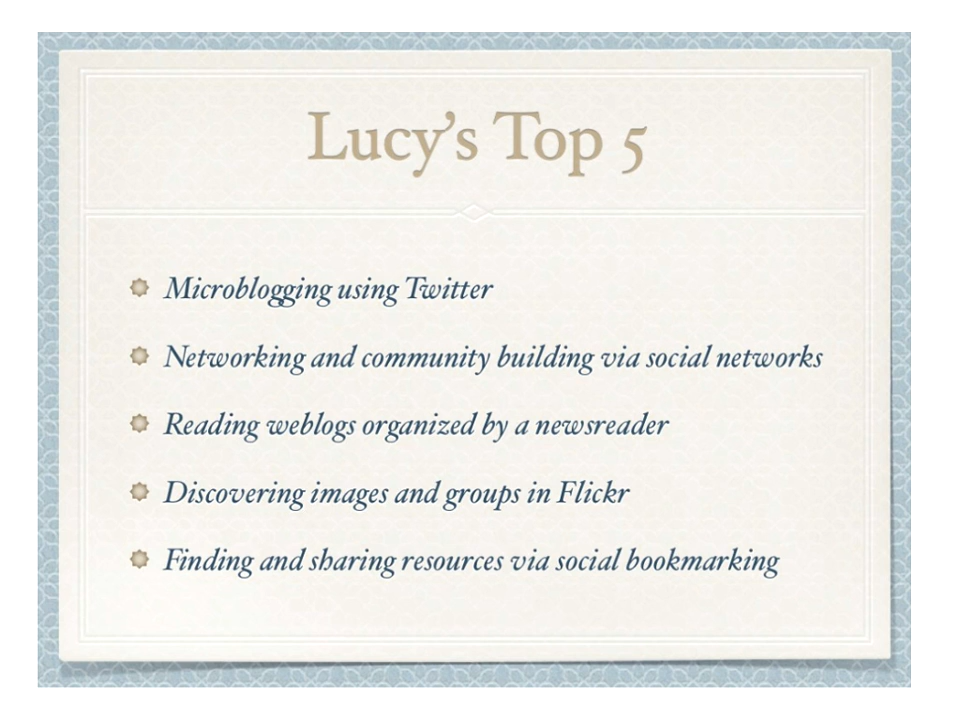 Lucy's Top 5
Microblogging using Twitter
Networking and community building via social networks
Reading weblogs organized by a newsreader
Discovering images and groups in Flickr
Finding and sharing resources via social bookmarking